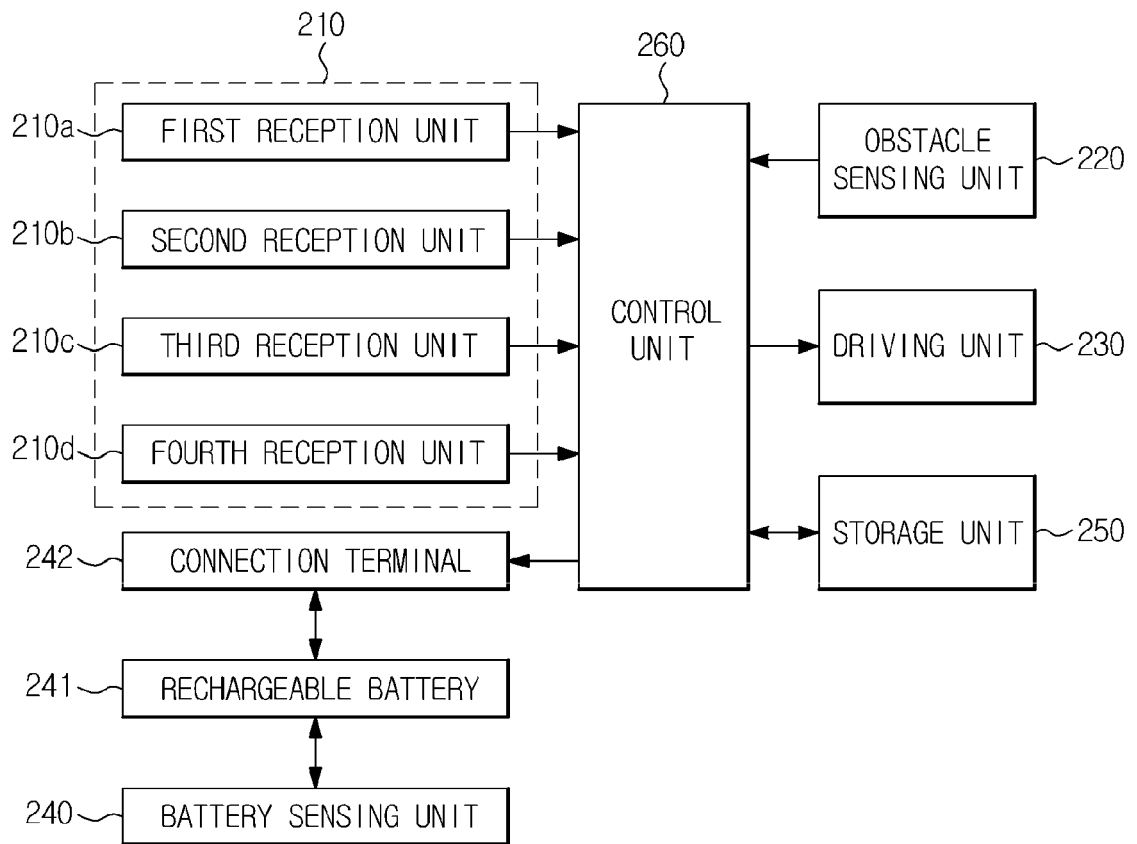 210
260
210a
FIRST RECEPTION UNIT
OBSTACLE
SENSING UNIT
220
210b
SECOND RECEPTION UNIT
210c
THIRD RECEPTION UNIT
CONTROL
UNIT
DRIVING UNIT
230
210d
FOURTH RECEPTION UNIT
242
CONNECTION TERMINAL
STORAGE UNIT
250
241
RECHARGEABLE BATTERY
240
BATTERY SENSING UNIT